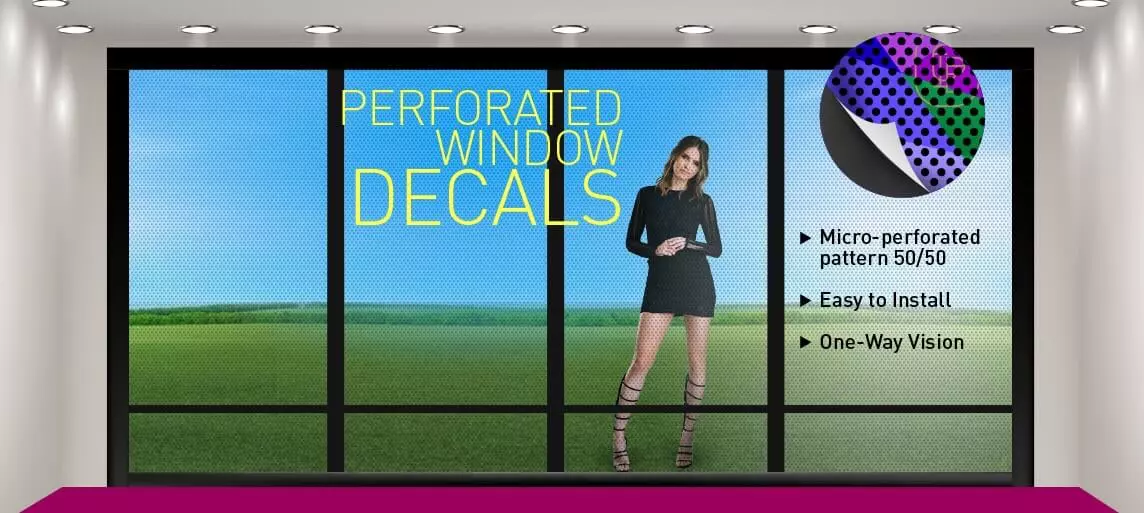 PERFORATED
WINDOW
DECALS
Micro-perforated
pattern 50/50
Easy to Install
One-Way Vision